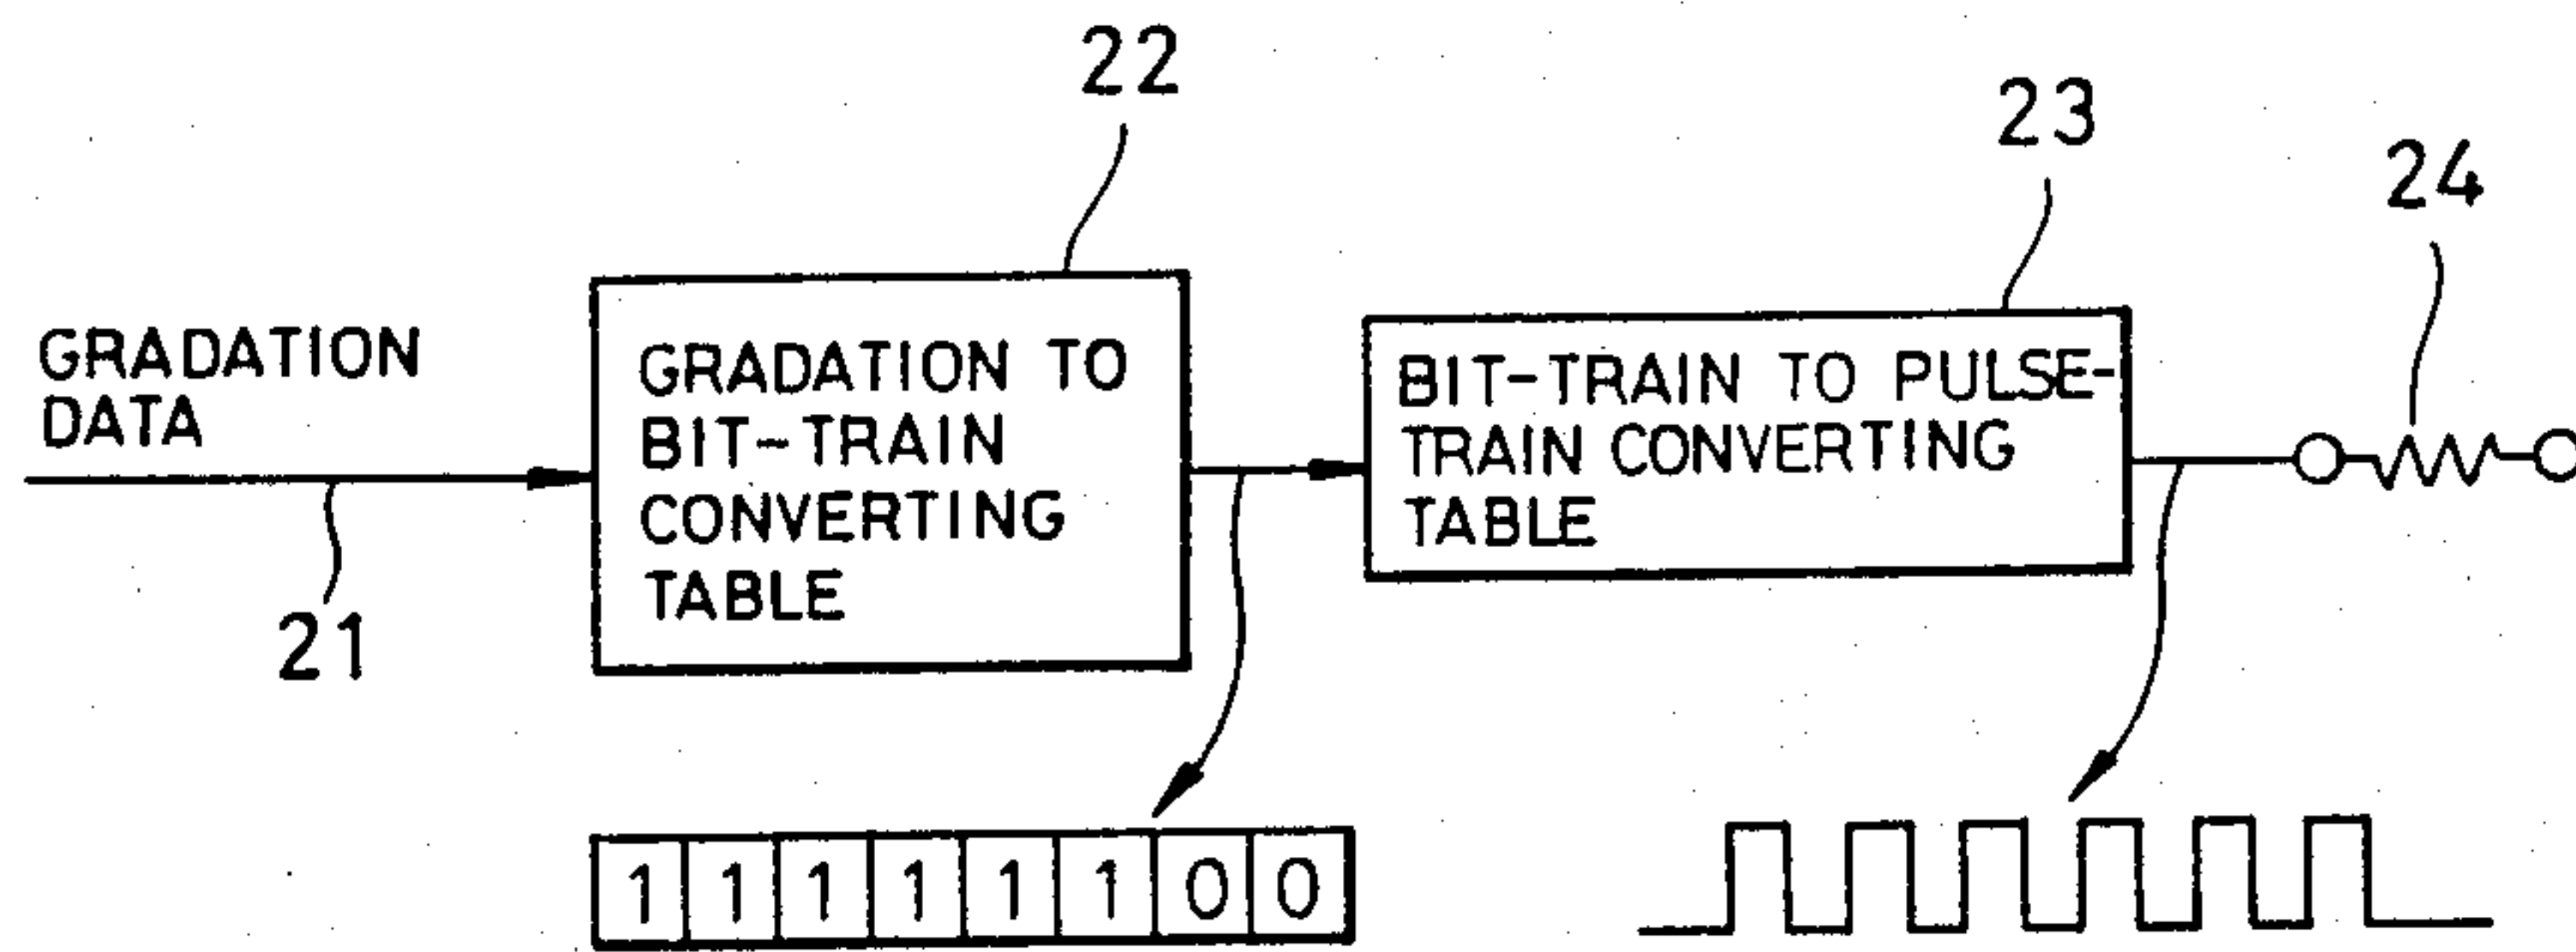 22
23
24
GRADATION
DATA
21
GRADATION TO
BIT-TRAIN
CONVERTING
TABLE
BIT-TRAIN TO PULSE-
TRAIN CONVERTING
TABLE
1 1 1 1 1 1 0 0